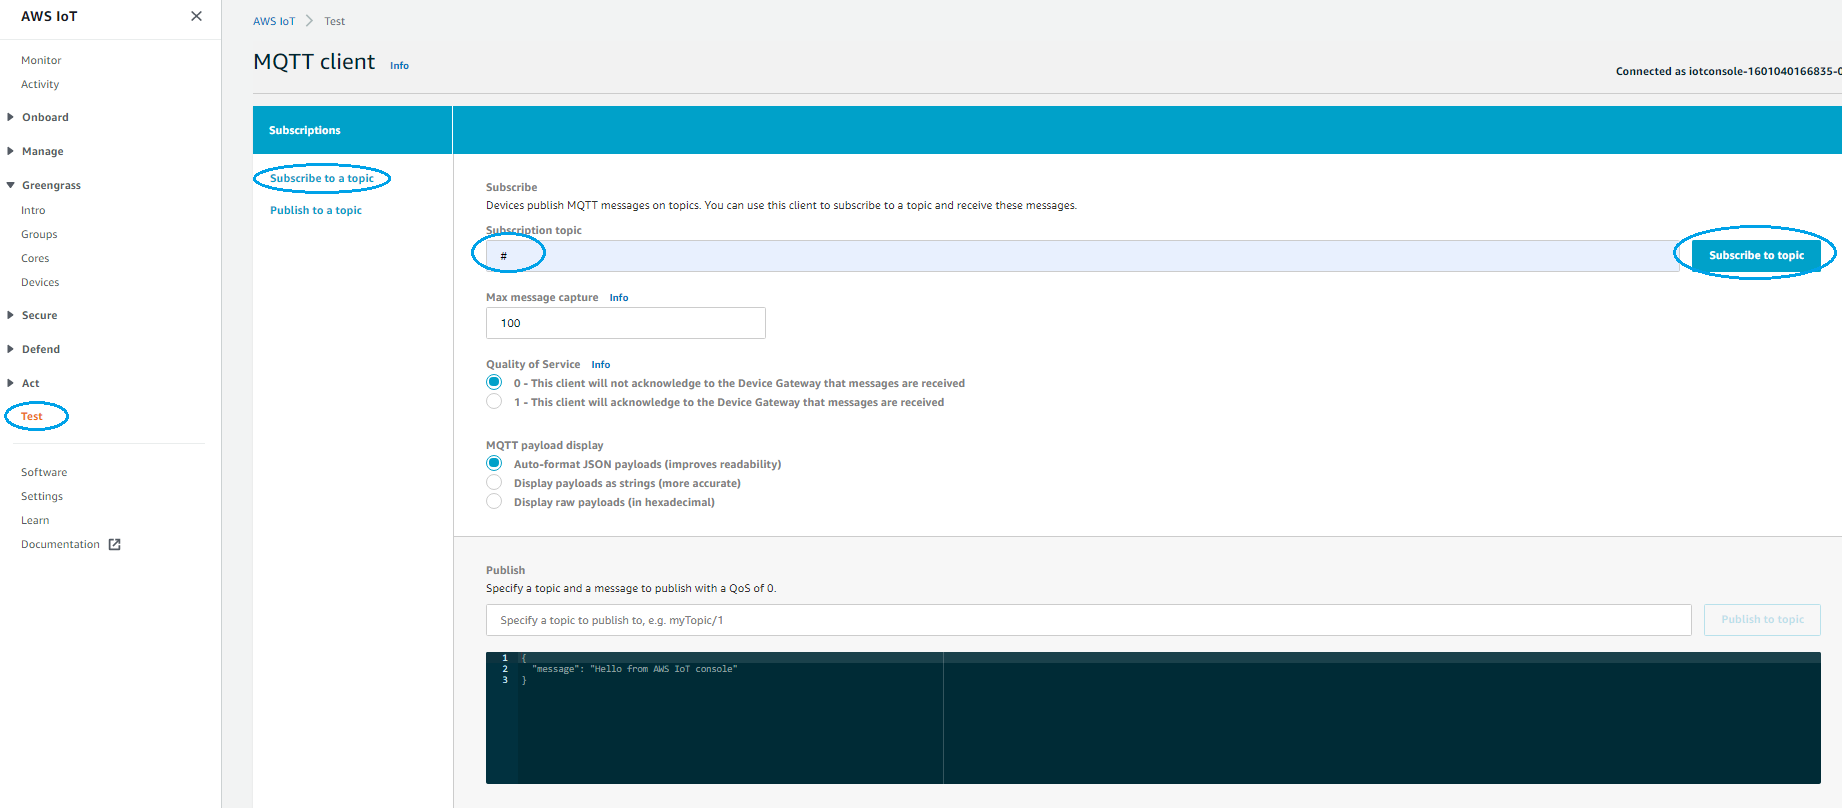 AWS IoT
Monitor
Activity
Onboard
Manage
Greengrass
Intro
Groups
Cores
Devices
Secure
Defend
Act
Test
Software
Settings
Learn
Documentation
AWS IoT > Test
MQTT client Info
Connected as iotconsole-1601040166835-0
Subscriptions
Subscribe to a topic
Publish to a topic
Subscribe
Devices publish MQTT messages on topics. You can use this client to subscribe to a topic and receive these messages.
Subscription topic
#
Subscribe to topic
Max message capture Info
100
Quality of Service Info
0 - This client will not acknowledge to the Device Gateway that messages are received
1 - This client will acknowledge to the Device Gateway that messages are received
MQTT payload display
Auto-format JSON payloads (improves readability)
Display payloads as strings (more accurate)
Display raw payloads (in hexadecimal)
Publish
Specify a topic and a message to publish with a QoS of 0.
Specify a topic to publish to, e.g. myTopic/1
Publish to topic
1 {
2 "message": "Hello from AWS IoT console"
3 }